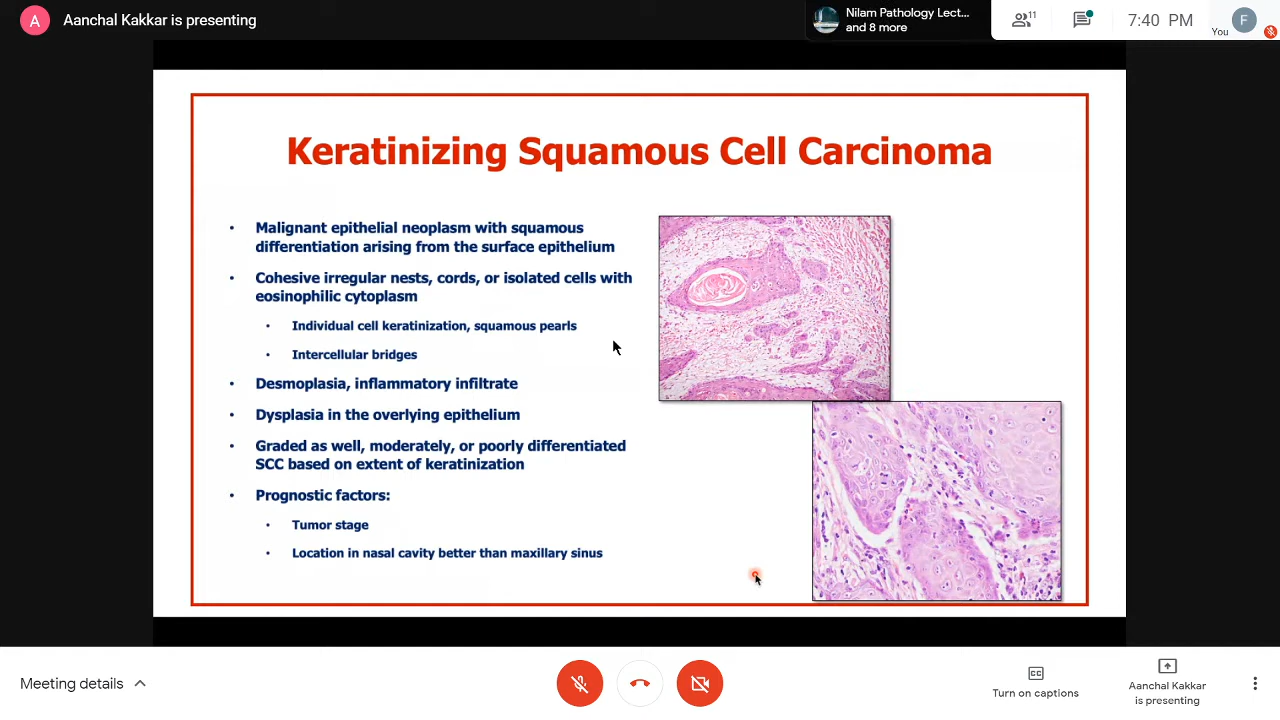 A
Aanchal Kakkar is presenting
Nilam Pathology Lect...
and 8 more
11
7:40 PM
You
F
Keratinizing Squamous Cell Carcinoma
• Malignant epithelial neoplasm with squamous
differentiation arising from the surface epithelium
• Cohesive irregular nests, cords, or isolated cells with
eosinophilic cytoplasm
• Individual cell keratinization, squamous pearls
• Intercellular bridges
• Desmoplasia, inflammatory infiltrate
• Dysplasia in the overlying epithelium
• Graded as well, moderately, or poorly differentiated
SCC based on extent of keratinization
• Prognostic factors:
• Tumor stage
• Location in nasal cavity better than maxillary sinus
Meeting details
CC
Turn on captions
Aanchal Kakkar
is presenting